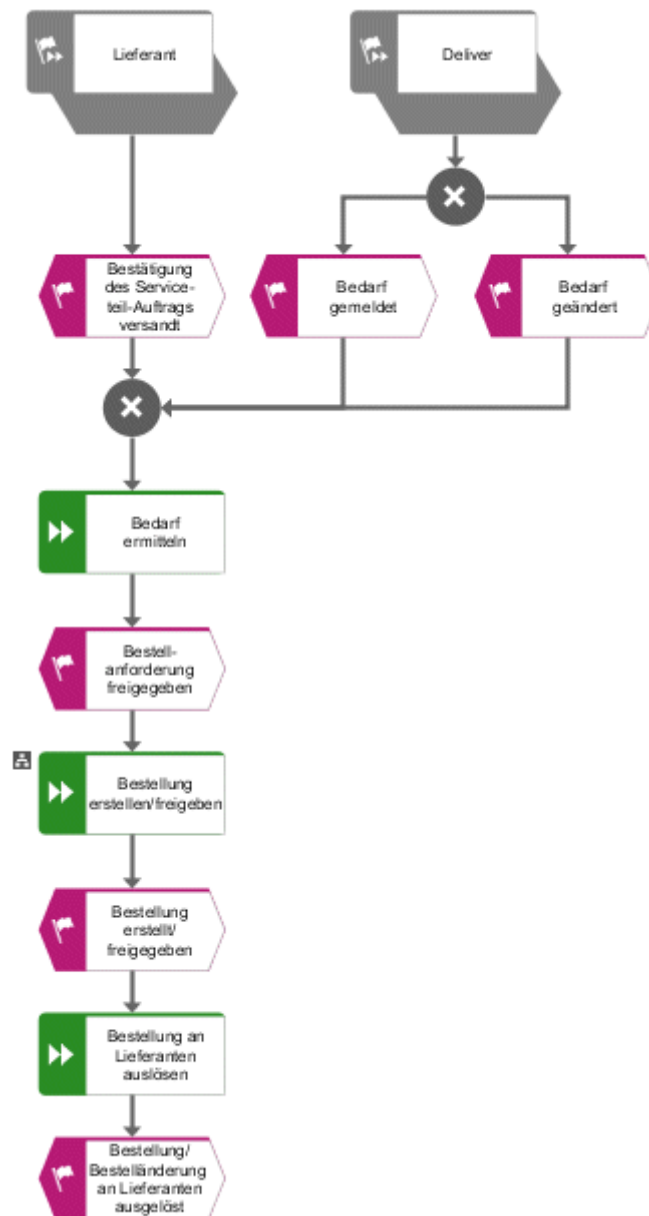 Lieferant
Deliver
Bestätigung
des Service-
teil-Auftrags
versandt
Bedarf
gemeldet
Bedarf
geändert
Bedarf
ermitteln
Bestell-
anforderung
freigegeben
Bestellung
erstellen/freigeben
Bestellung
erstellt/
freigegeben
Bestellung an
Lieferanten
auslösen
Bestellung/
Bestelländerung
an Lieferanten
ausgelöst